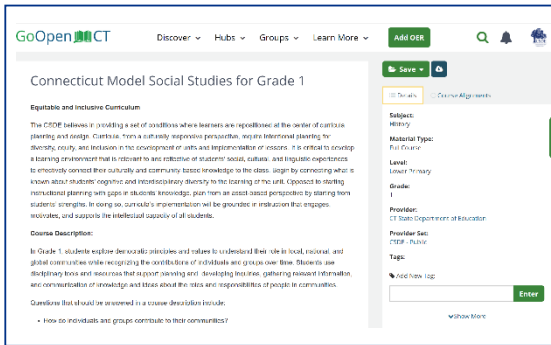 GoOpen CT
Discover Hubs Groups Learn More Add OER
Connecticut Model Social Studies for Grade 1
Equitable and Inclusive Curriculum
The CSDE believes in providing a set of conditions where learners are repositioned at the center of curricula
planning and design. Curricula, from a culturally responsive perspective, require intentional planning for
diversity, equity, and inclusion in the development of units and implementation of lessons. It is critical to develop
a learning environment that is relevant to and reflective of students' social, cultural, and linguistic experiences
to effectively connect their culturally and community-based knowledge to the class. Begin by connecting what is
known about students' cognitive and interdisciplinary diversity to the learning of the unit. Opposed to starting
instructional planning with gaps in students' knowledge, plan from an asset-based perspective by starting from
students' strengths. In doing so, curricula's implementation will be grounded in instruction that engages,
motivates, and supports the intellectual capacity of all students.
Course Description:
In Grade 1, students explore democratic principles and values to understand their role in local, national, and
global communities while recognizing the contributions of individuals and groups over time. Students use
disciplinary tools and resources that support planning and developing inquiries, gathering relevant information,
and communication of knowledge and ideas about the roles and responsibilities of people in communities.
Questions that should be answered in a course description include:
• How do individuals and groups contribute to their communities?
Save
Details Course Alignments
Subject:
History
Material Type:
Full Course
Level:
Lower Primary
Grade:
1
Provider:
CT State Department of Education
Provider Set:
CSDE - Public
Tags:
Add New Tag:
Enter
Show More